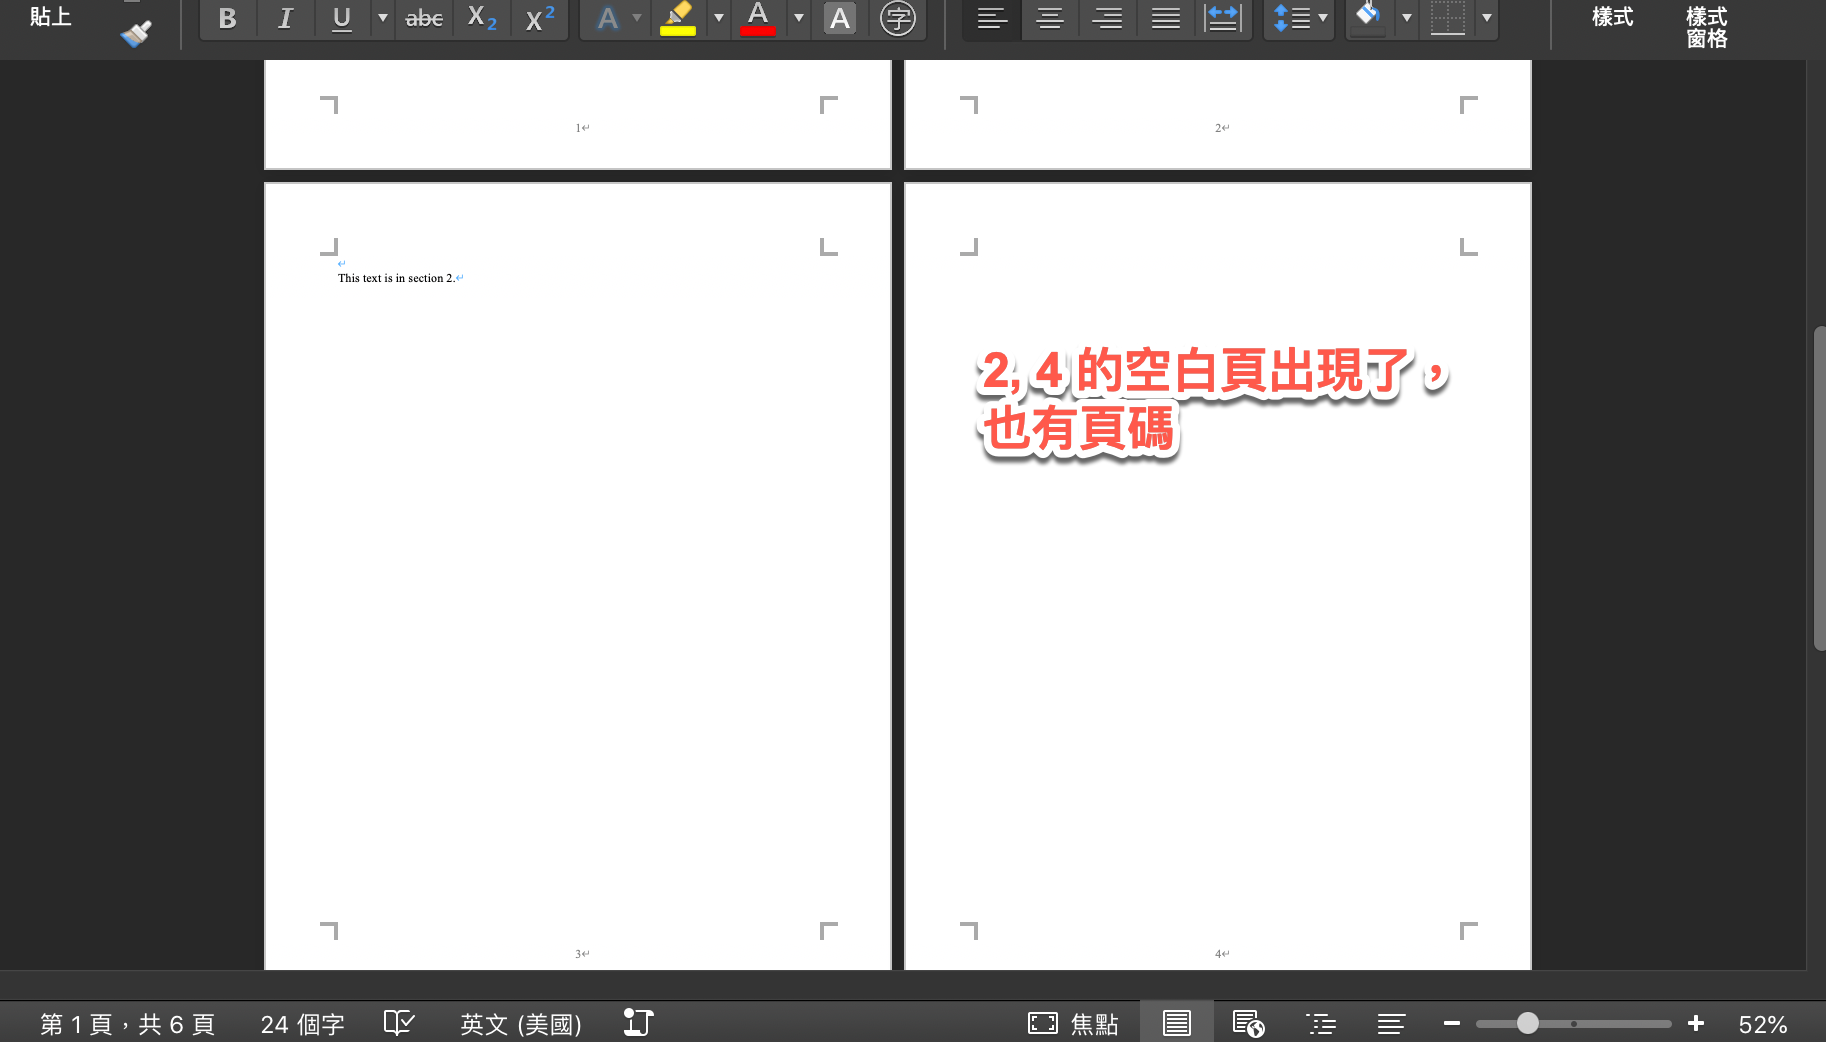 貼上
B I U abc X2 X2 A A A 字
樣式
樣式
窗格
1↵
2↵
↵
This text is in section 2.↵
2, 4 的空白頁出現了，
也有頁碼
3↵
4↵
第 1 頁，共 6 頁 24 個字 英文 (美國) 焦點 52%